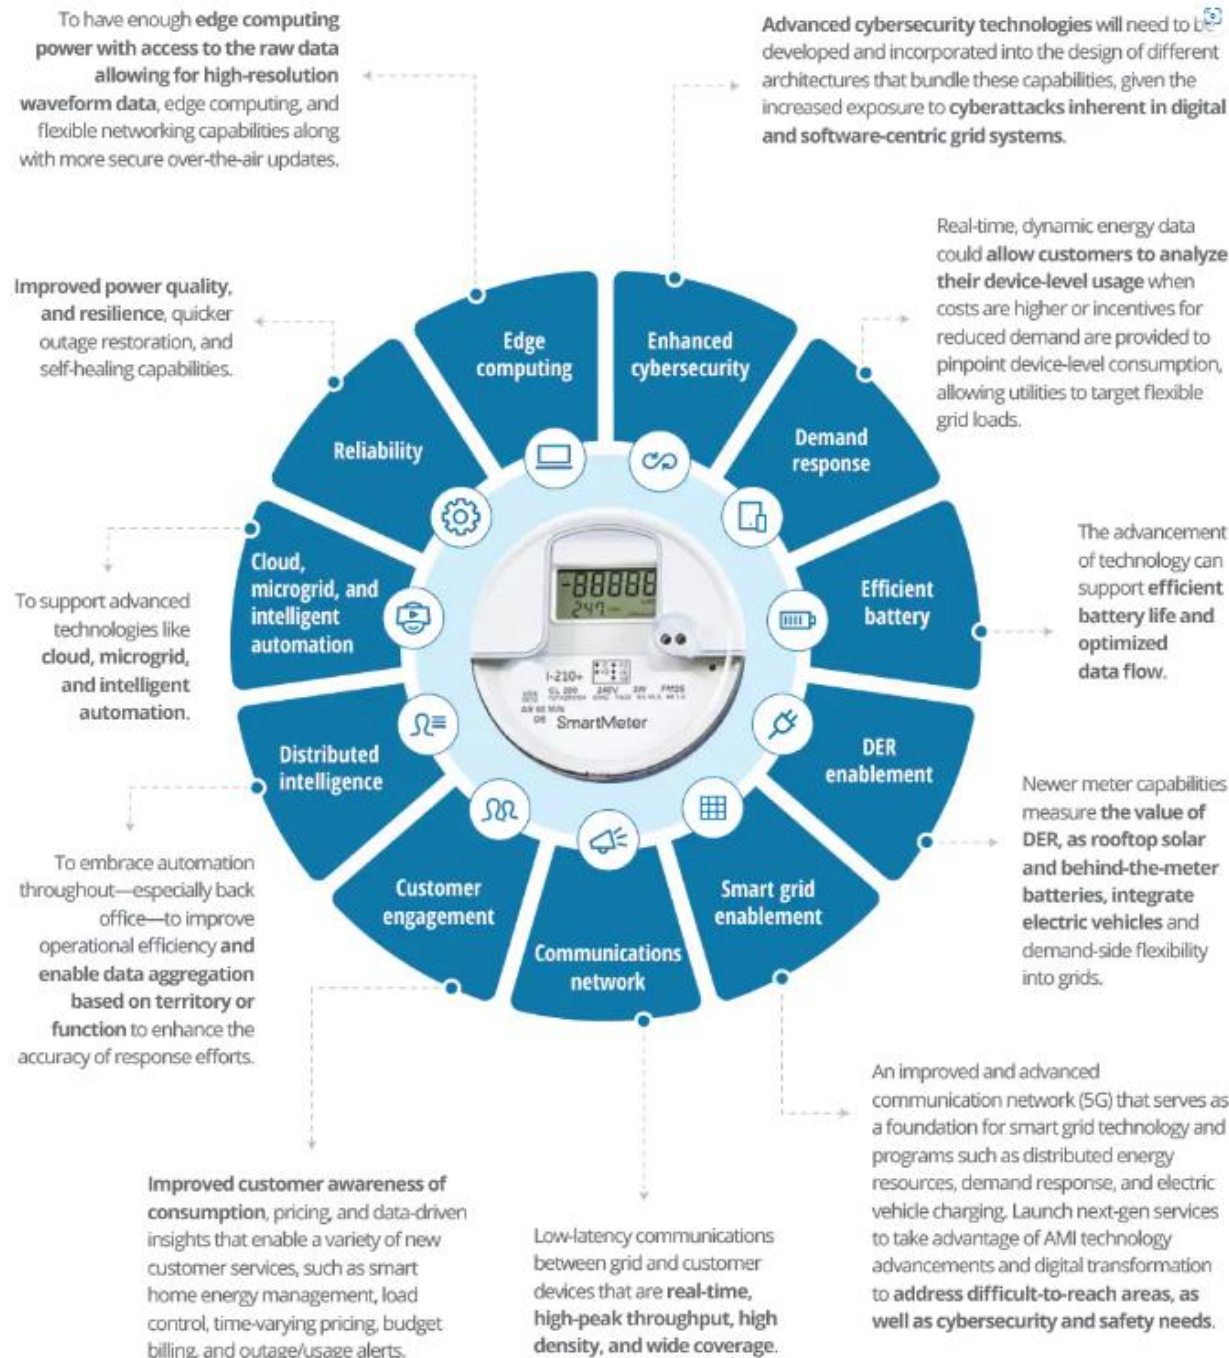 To have enough edge computing
power with access to the raw data
allowing for high-resolution
waveform data, edge computing, and
flexible networking capabilities along
with more secure over-the-air updates.
Advanced cybersecurity technologies will need to be
developed and incorporated into the design of different
architectures that bundle these capabilities, given the
increased exposure to cyberattacks inherent in digital
and software-centric grid systems.
Real-time, dynamic energy data
could allow customers to analyze
their device-level usage when
costs are higher or incentives for
reduced demand are provided to
pinpoint device-level consumption,
allowing utilities to target flexible
grid loads.
Improved power quality,
and resilience, quicker
outage restoration, and
self-healing capabilities.
Edge
computing
Enhanced
cybersecurity
Reliability
Demand
response
Cloud,
microgrid, and
intelligent
automation
Efficient
battery
The advancement
of technology can
support efficient
battery life and
optimized
data flow.
To support advanced
technologies like
cloud, microgrid,
and intelligent
automation.
-88888
I-210+
CL 200 240V 3W
SmartMeter
Distributed
intelligence
DER
enablement
Newer meter capabilities
measure the value of
DER, as rooftop solar
and behind-the-meter
batteries, integrate
electric vehicles and
demand-side flexibility
into grids.
To embrace automation
throughout—especially back
office—to improve
operational efficiency and
enable data aggregation
based on territory or
function to enhance the
accuracy of response efforts.
Customer
engagement
Smart grid
enablement
Communications
network
An improved and advanced
communication network (5G) that serves as
a foundation for smart grid technology and
programs such as distributed energy
resources, demand response, and electric
vehicle charging. Launch next-gen services
to take advantage of AMI technology
advancements and digital transformation
to address difficult-to-reach areas, as
well as cybersecurity and safety needs.
Improved customer awareness of
consumption, pricing, and data-driven
insights that enable a variety of new
customer services, such as smart
home energy management, load
control, time-varying pricing, budget
billing, and outage/usage alerts.
Low-latency communications
between grid and customer
devices that are real-time,
high-peak throughput, high
density, and wide coverage.